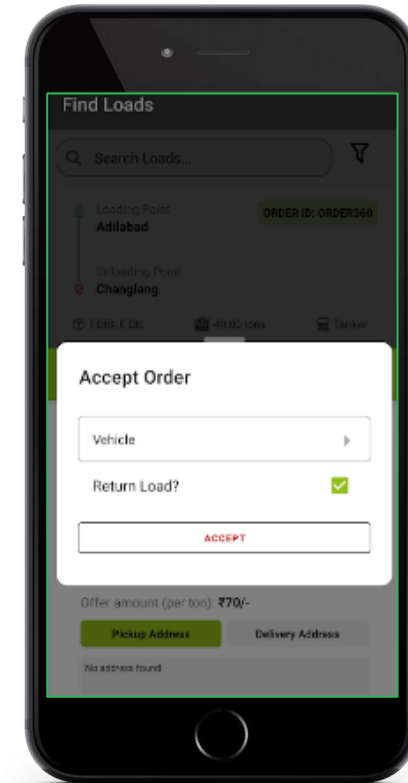 Find Loads
Search Loads...
Loading Point
Adilabad
ORDER ID: ORDER360
Unloading Point
Changlang
EDIBLE OIL 40.00 tons Tanker
Accept Order
Vehicle
Return Load?
ACCEPT
Offer amount (per ton): ₹70/-
Pickup Address Delivery Address
No address found